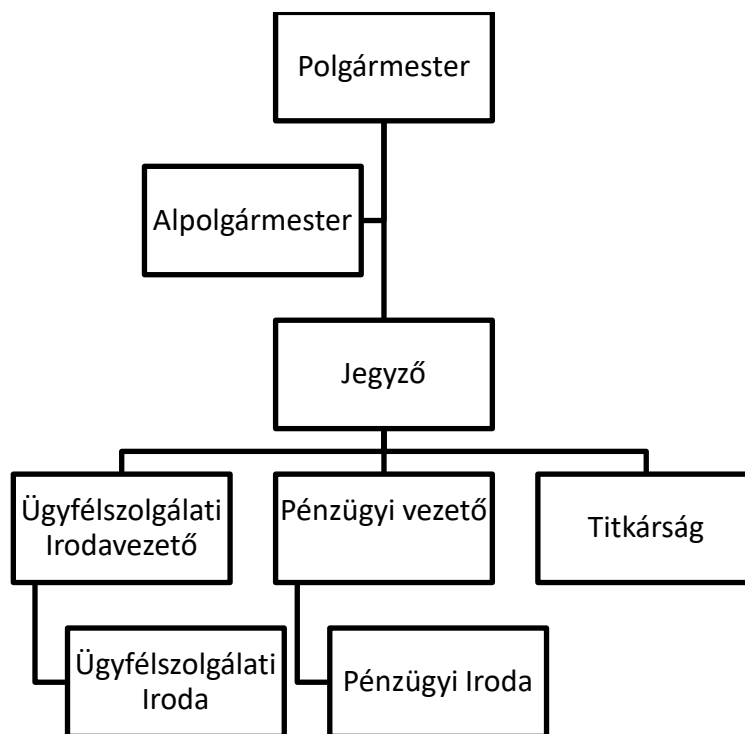 Polgármester
Alpolgármester
Jegyző
Ügyfélszolgálati
Irodavezető
Pénzügyi vezető
Titkárság
Ügyfélszolgálati
Iroda
Pénzügyi Iroda